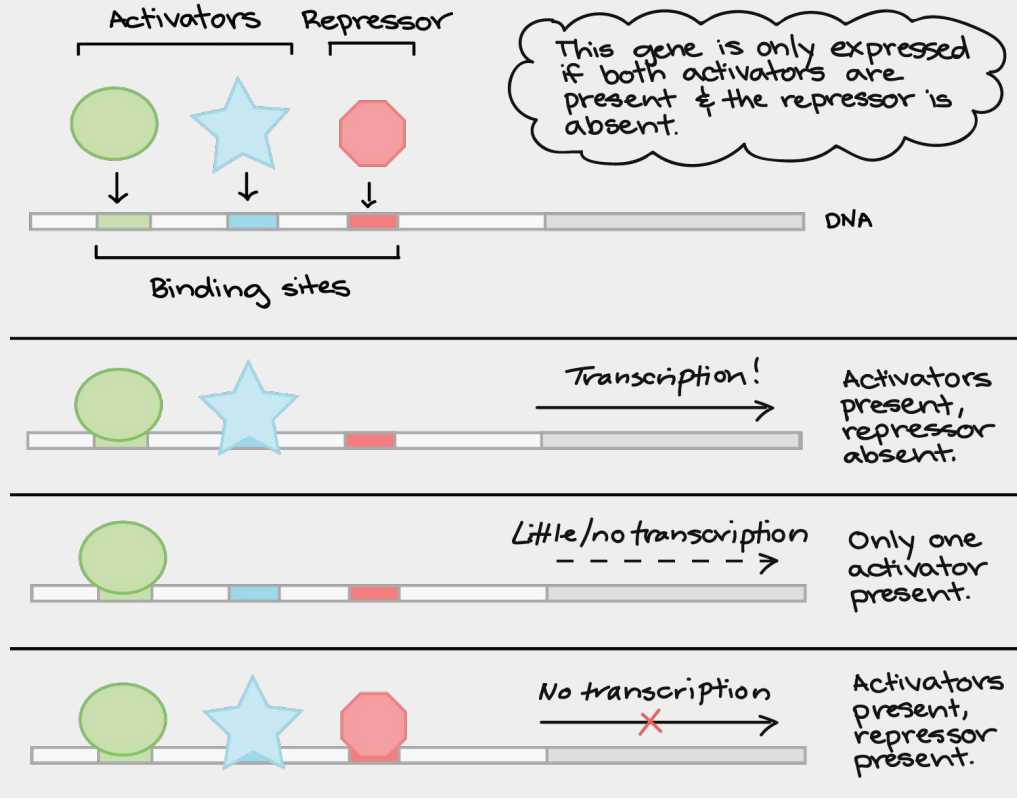 Activators
Repressor
This gene is only expressed
if both activators are
present & the repressor is
absent.
DNA
Binding sites
Transcription!
Activators
present,
repressor
absent.
Little/no transcription
Only one
activator
present.
No transcription
Activators
present,
repressor
present.